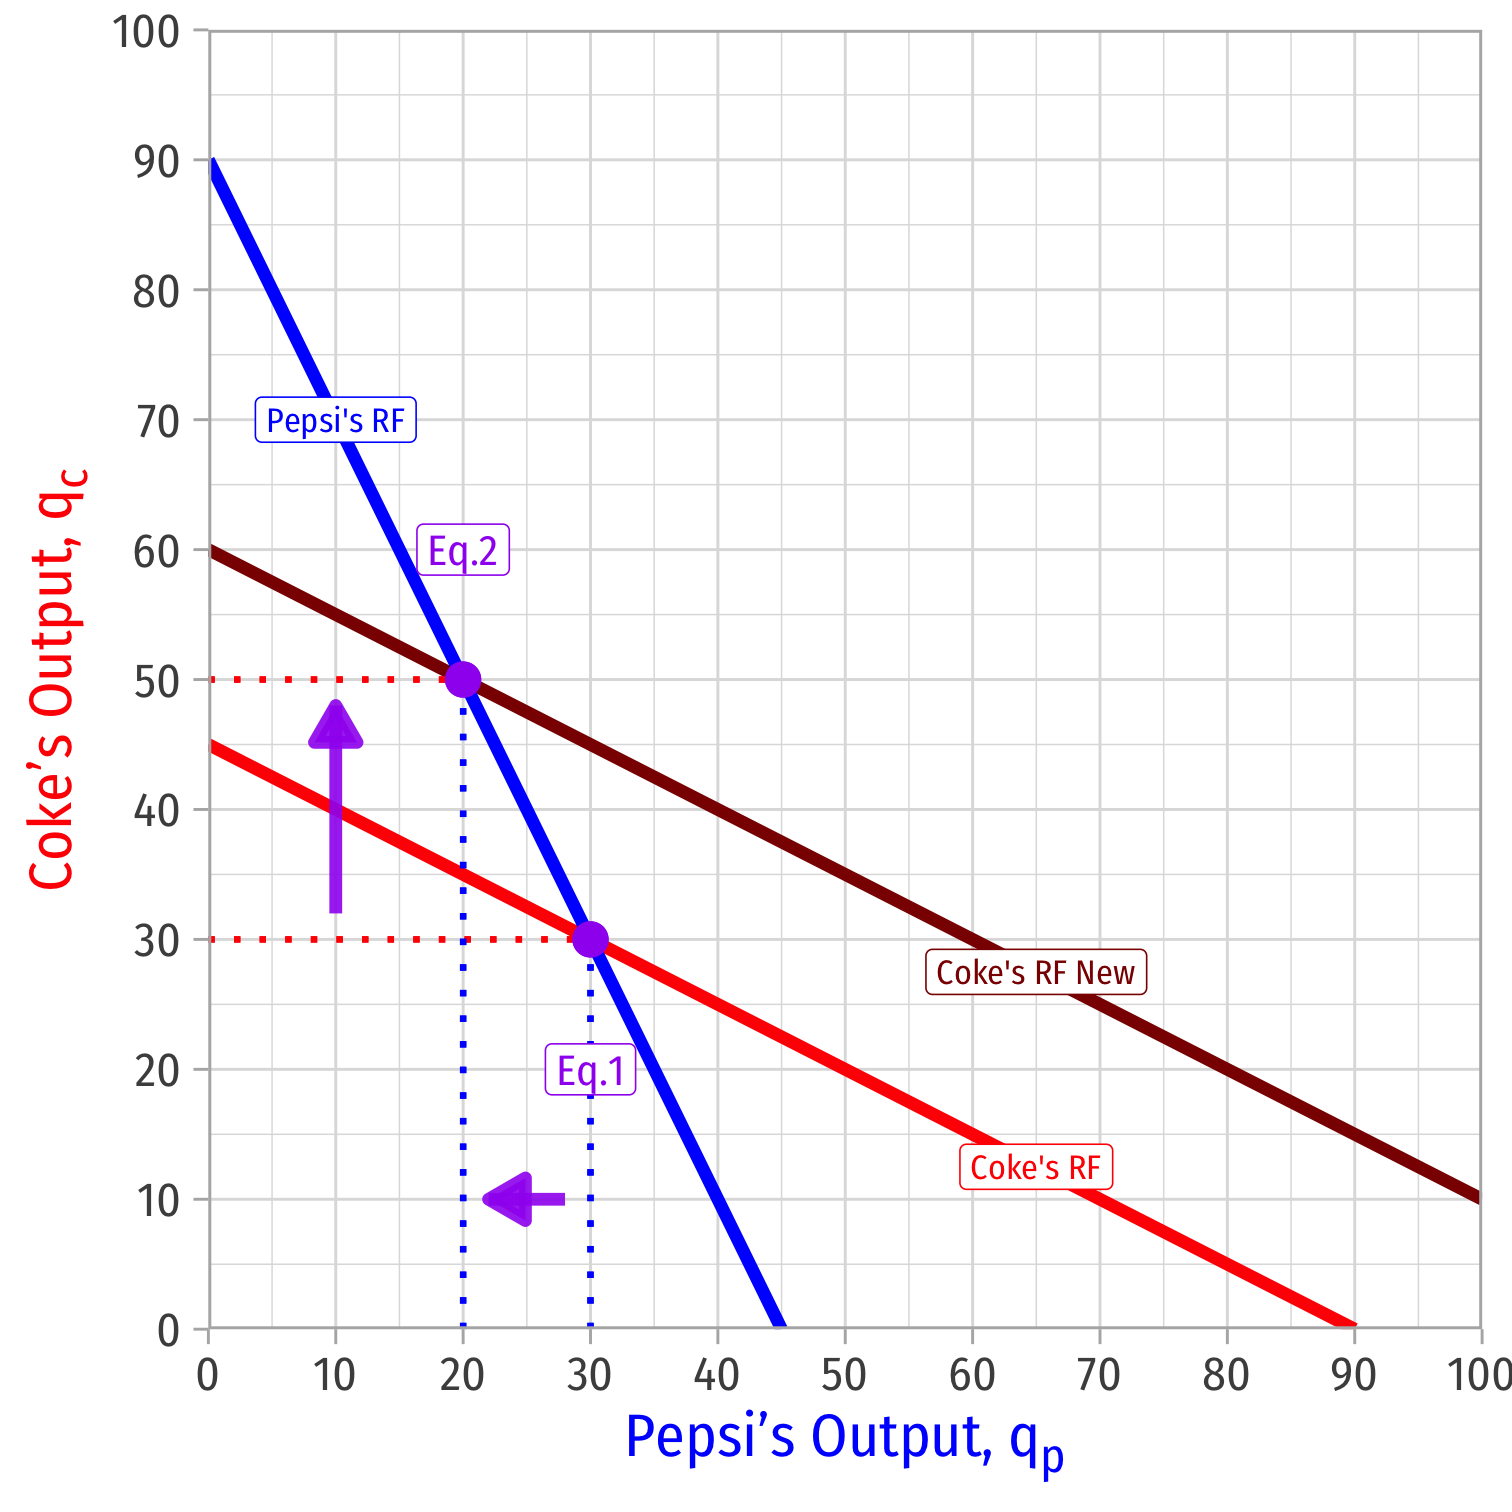 100
90
80
70
60
50
40
30
20
10
0
Coke's Output, qc
Pepsi's RF
Eq.2
Coke's RF New
Eq.1
Coke's RF
0 10 20 30 40 50 60 70 80 90 100
Pepsi's Output, qp